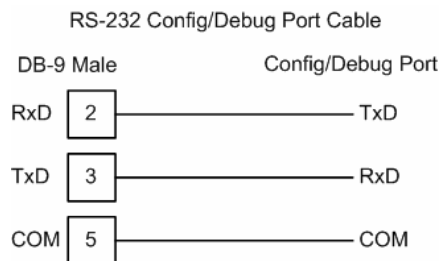 RS-232 Config/Debug Port Cable
DB-9 Male Config/Debug Port
RxD 2 TxD
TxD 3 RxD
COM 5 COM